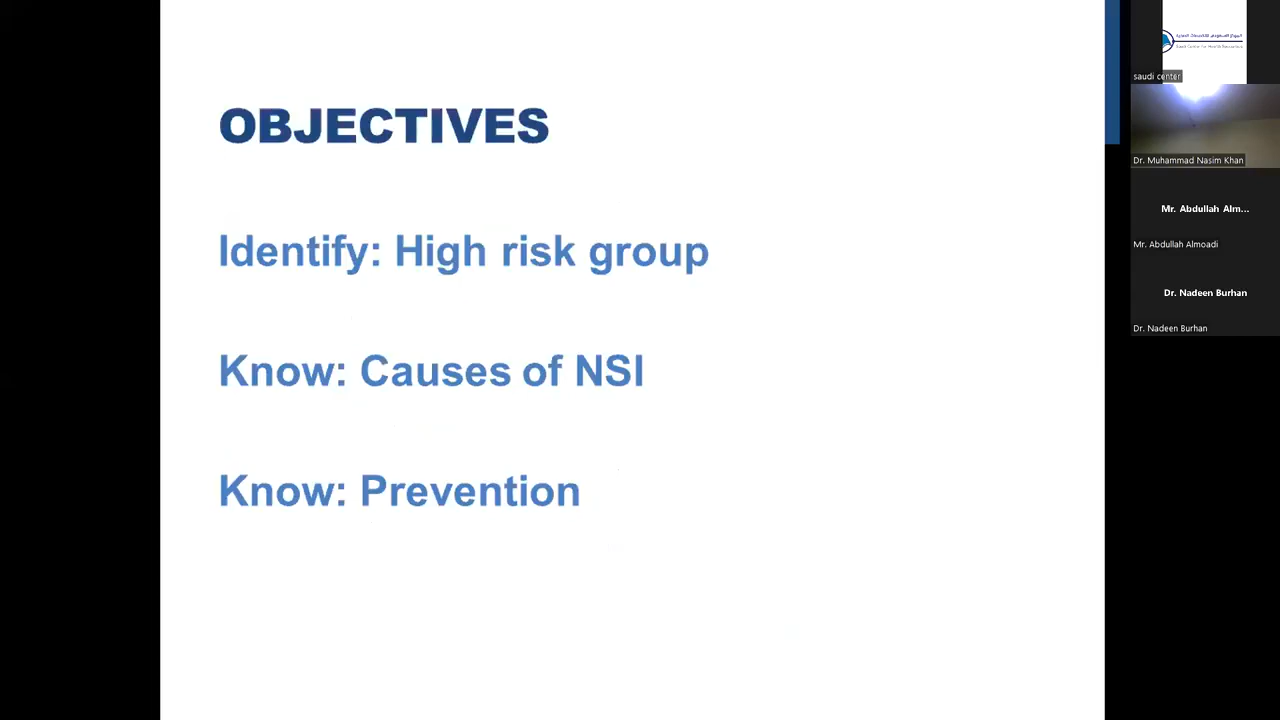 OBJECTIVES
Identify: High risk group
Know: Causes of NSI
Know: Prevention
saudi center
Dr. Muhammad Nasim Khan
Mr. Abdullah Alm...
Mr. Abdullah Almoadi
Dr. Nadeen Burhan
Dr. Nadeen Burhan